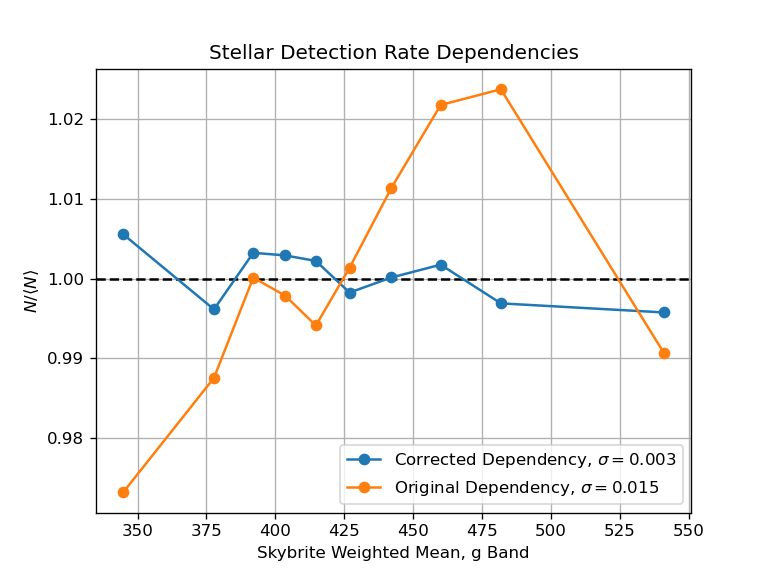 Stellar Detection Rate Dependencies
N/⟨N⟩
1.02
1.01
1.00
0.99
0.98
Corrected Dependency, σ = 0.003
Original Dependency, σ = 0.015
350 375 400 425 450 475 500 525 550
Skybrite Weighted Mean, g Band